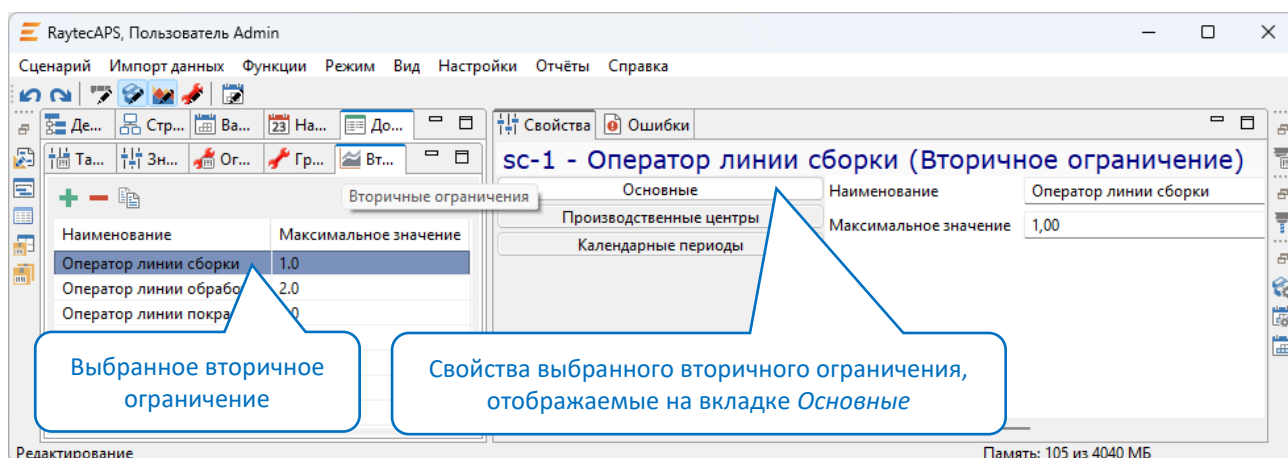 RaytecAPS, Пользователь Admin
Сценарий Импорт данных Функции Режим Вид Настройки Отчёты Справка
Де... Стр... Ва... 23 На... До... Свойства Ошибки
Та... Зн... Ог... Гр... Вт...
sc-1 - Оператор линии сборки (Вторичное ограничение)
Вторичные ограничения
Основные
Наименование
Оператор линии сборки
Производственные центры
Максимальное значение
1,00
Календарные периоды
Наименование
Максимальное значение
Оператор линии сборки 1.0
Оператор линии обрабо 2.0
Оператор линии покра
Выбранное вторичное
ограничение
Свойства выбранного вторичного ограничения,
отображаемые на вкладке Основные
Редактирование
Память: 105 из 4040 МБ